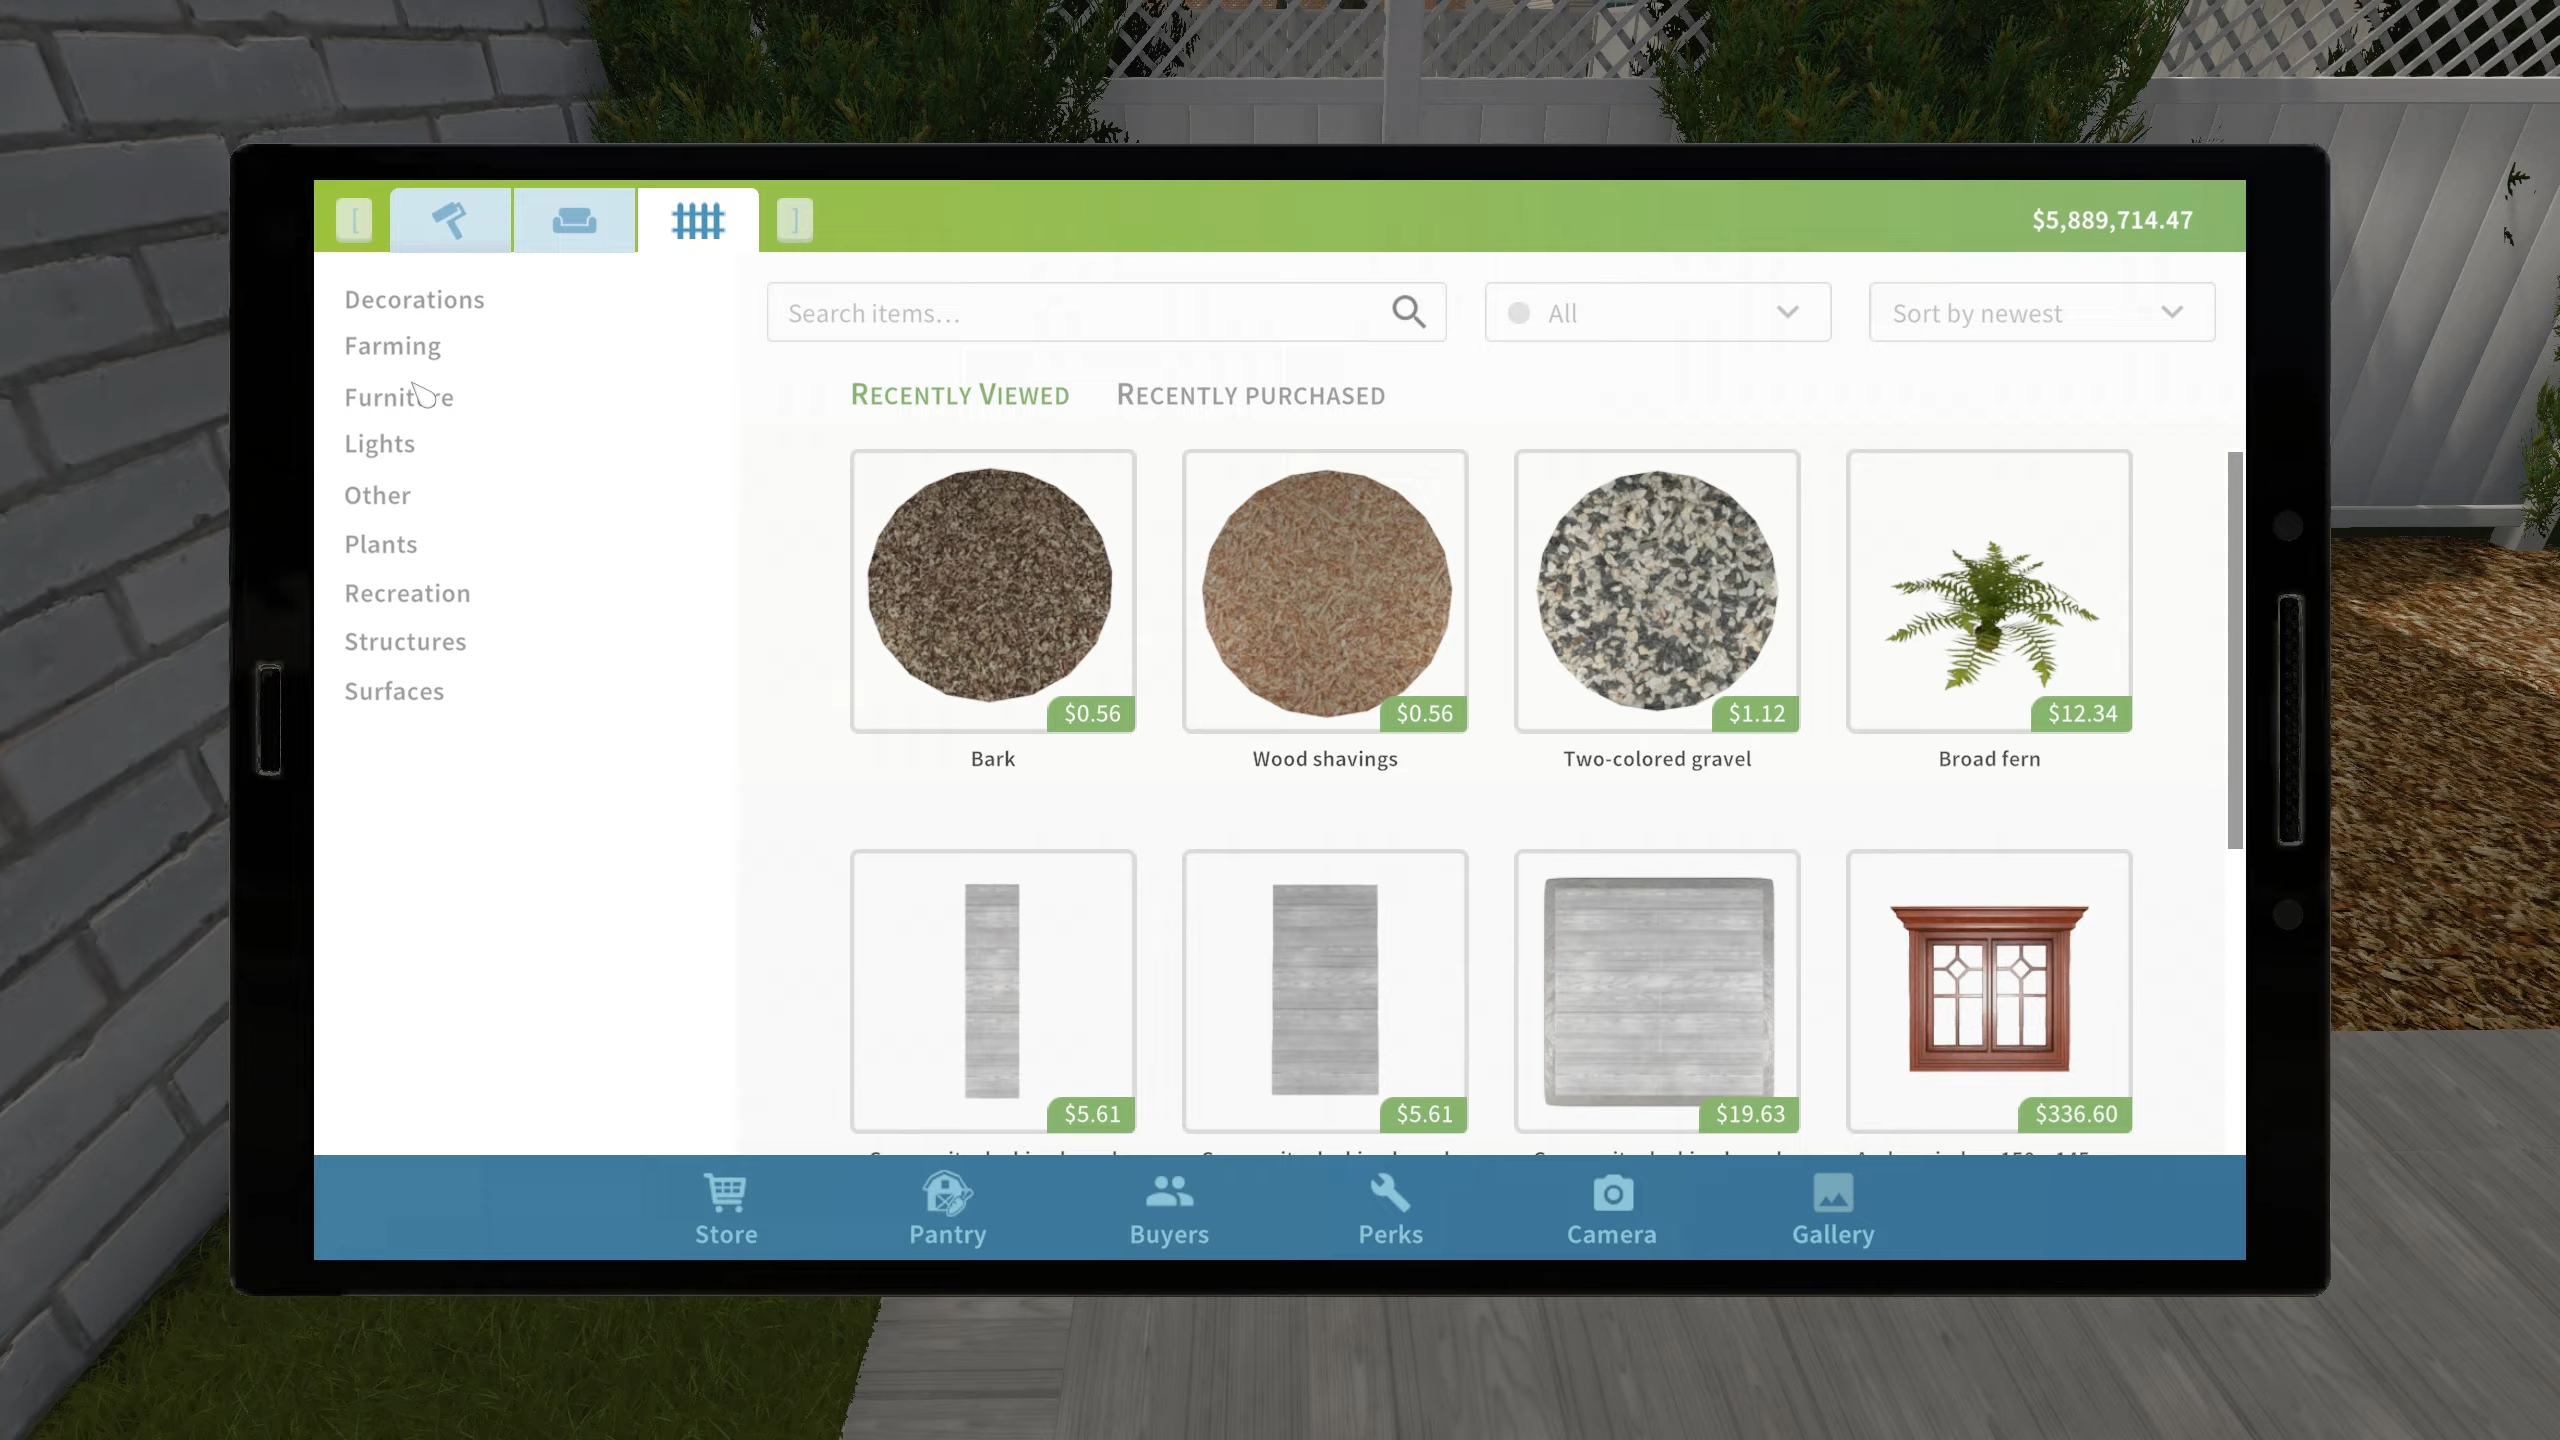 [
]
$5,889,714.47
Decorations
Farming
Lights
Other
Plants
Recreation
Structures
Surfaces
Search items...
All
Sort by newest
RECENTLY VIEWED
RECENTLY PURCHASED
$0.56
$0.56
$1.12
$12.34
Bark
Wood shavings
Two-colored gravel
Broad fern
$5.61
$5.61
$19.63
$336.60
Store
Pantry
Buyers
Perks
Camera
Gallery